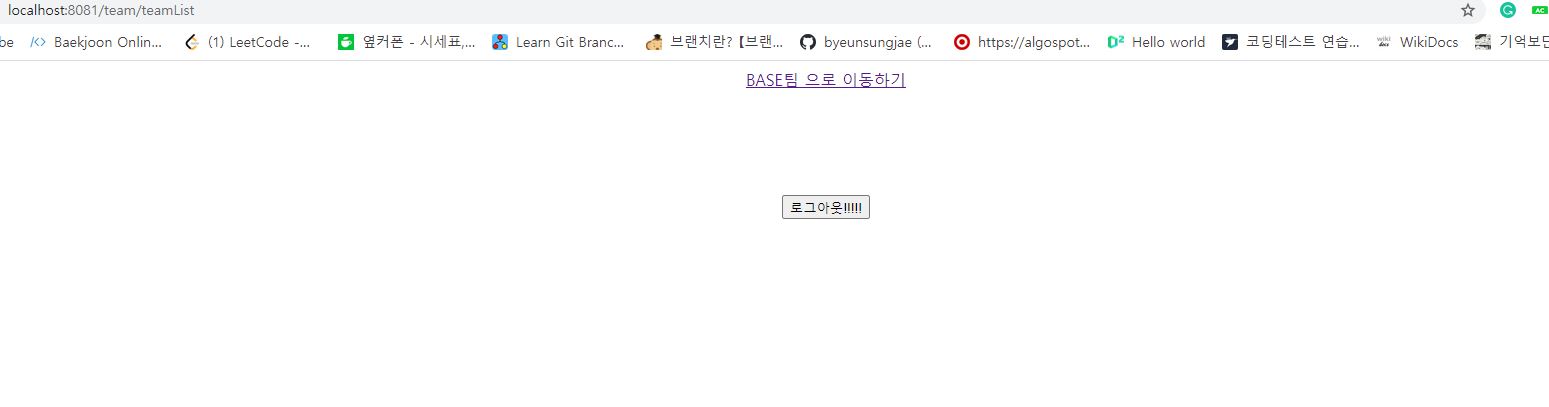 localhost:8081/team/teamList
be Baekjoon Onlin... (1) LeetCode -... 옆커폰 - 시세표,... Learn Git Branc... 브랜치란? 【브랜... byeunsungjae (... https://algospot... Hello world 코딩테스트 연습... WikiDocs 기억보단
BASE팀 으로 이동하기
로그아웃!!!!!